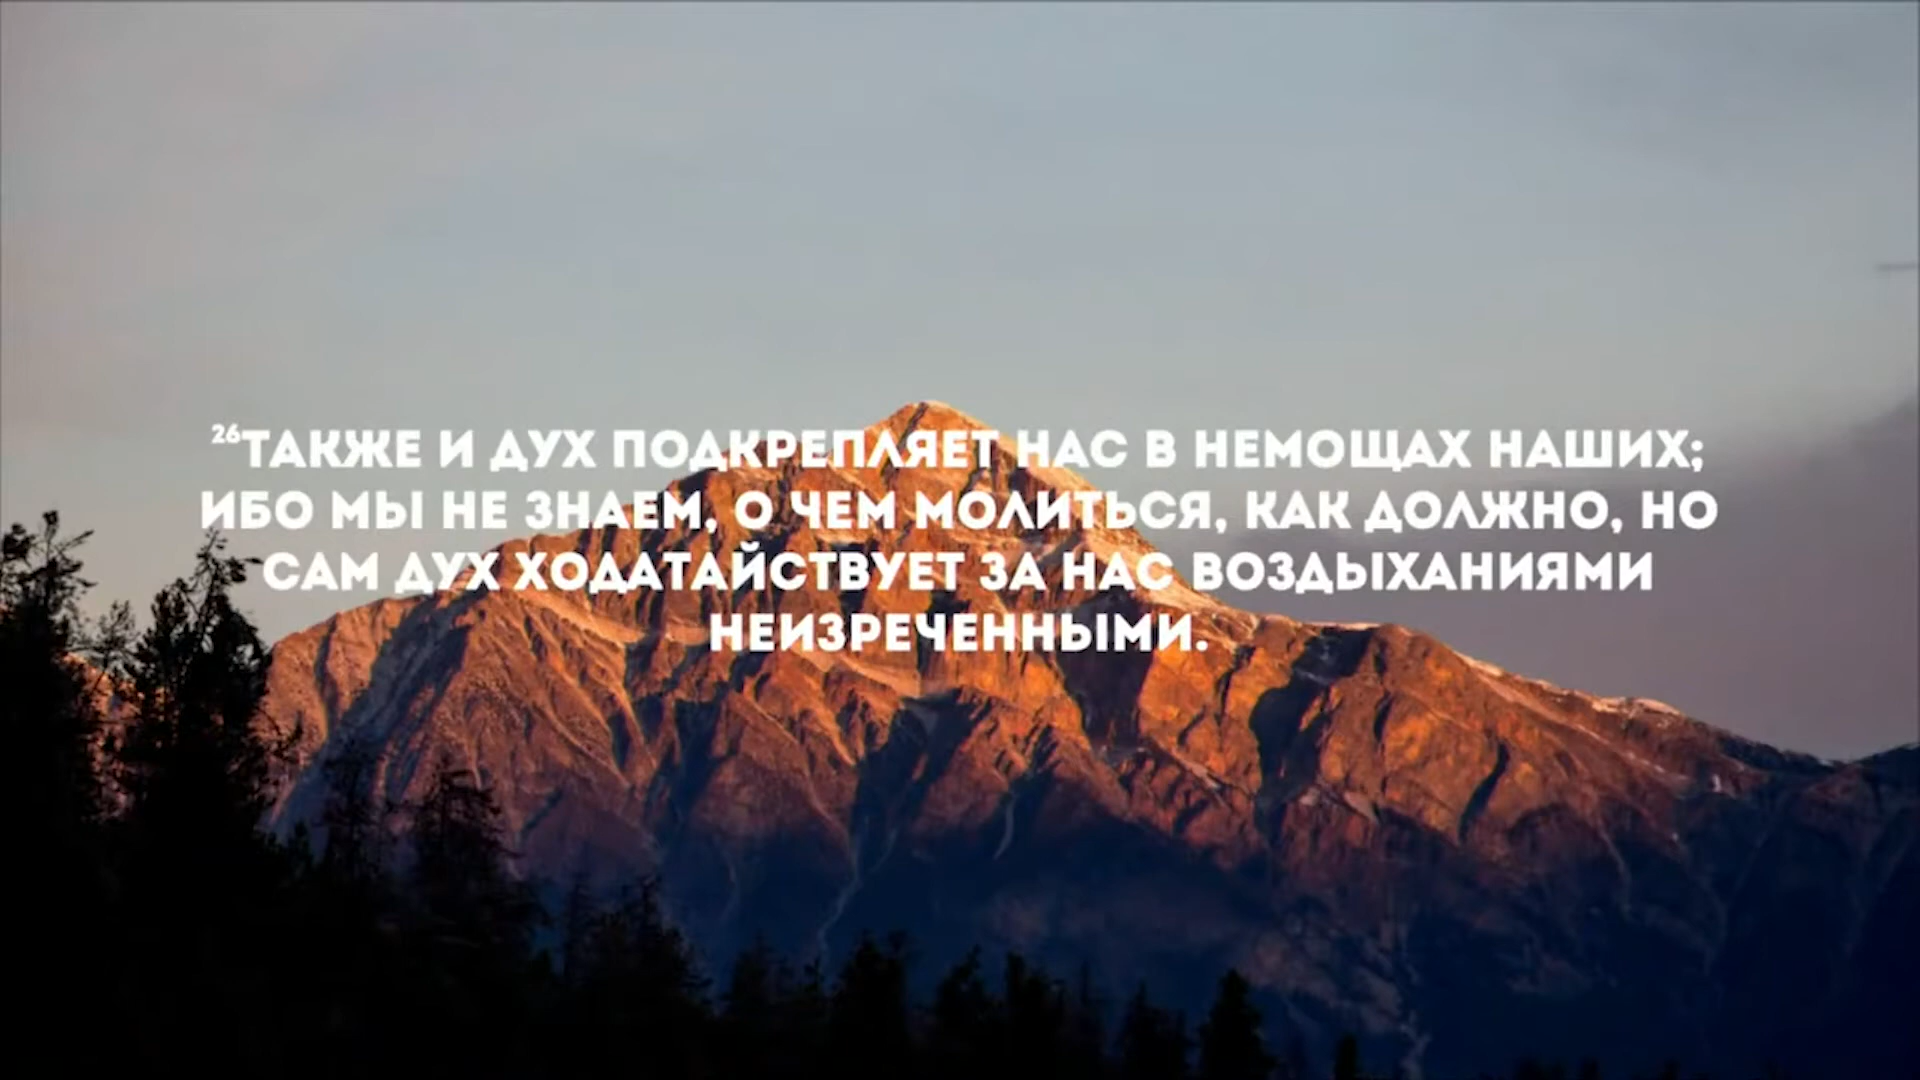 ²⁶ТАКЖЕ И ДУХ ПОДКРЕПЛЯЕТ НАС В НЕМОЩАХ НАШИХ;
ИБО МЫ НЕ ЗНАЕМ, О ЧЕМ МОЛИТЬСЯ, КАК ДОЛЖНО, НО
САМ ДУХ ХОДАТАЙСТВУЕТ ЗА НАС ВОЗДЫХАНИЯМИ
НЕИЗРЕЧЕННЫМИ.